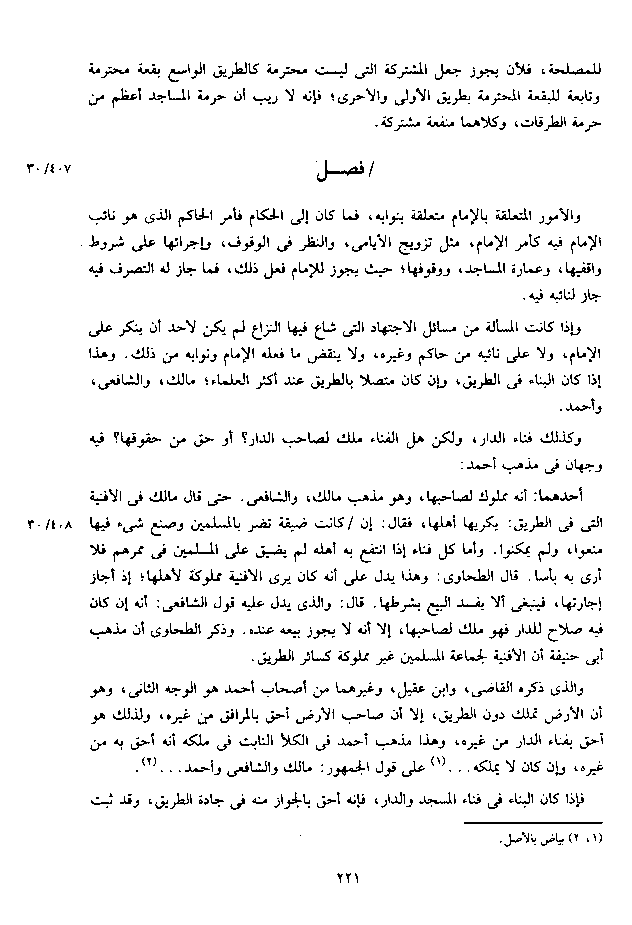 للمصلحة، فلأن يجوز جعل المشتركة التى ليست محترمة كالطريق الواسع بقعة محترمة
وتابعة للبقعة المحترمة بطريق الأولى والأحرى؛ فإنه لا ريب أن حرمة المساجد أعظم من
حرمة الطرقات، وكلاهما منفعة مشتركة.
/ فصــل
٣٠/٤٠٧
والأمور المتعلقة بالإمام متعلقة بنوابه، فما كان إلى الحكام فأمر الحاكم الذى هو نائب
الإمام فيه كأمر الإمام، مثل تزويج الأيامى، والنظر فى الوقوف، وإجرائها على شروط
واقفيها، وعمارة المساجد، ووقوفها؛ حيث يجوز للإمام فعل ذلك، فما جاز له التصرف فيه
جاز لنائبه فيه.
وإذا كانت المسألة من مسائل الاجتهاد التى شاع فيها النزاع لم يكن لأحد أن ينكر على
الإمام، ولا على نائبه من حاكم وغيره، ولا ينقض ما فعله الإمام ونوابه من ذلك. وهذا
إذا كان البناء فى الطريق، وإن كان متصلا بالطريق عند أكثر العلماء؛ مالك، والشافعى،
وأحمد.
وكذلك فناء الدار، ولكن هل الفناء ملك لصاحب الدار؟ أو حق من حقوقها؟ فيه
وجهان فى مذهب أحمد:
أحدهما: أنه مملوك لصاحبها، وهو مذهب مالك، والشافعى. حتى قال مالك فى الأفنية
التى فى الطريق: يكريها أهلها، فقال: إن / كانت ضيقة تضر بالمسلمين وصنع شىء فيها
٣٠/٤٠٨
منعوا، ولم يمكنوا. وأما كل فناء إذا انتفع به أهله لم يضيق على المسلمين فى ممرهم فلا
أرى به بأسا. قال الطحاوى: وهذا يدل على أنه كان يرى الأفنية مملوكة لأهلها؛ إذ أجاز
إجارتها، فينبغى ألا يفسد البيع بشرطها. قال: والذى يدل عليه قول الشافعى: أنه إن كان
فيه صلاح للدار فهو ملك لصاحبها، إلا أنه لا يجوز بيعه عنده. وذكر الطحاوى أن مذهب
أبى حنيفة أن الأفنية لجماعة المسلمين غير مملوكة كسائر الطريق.
والذى ذكره القاضى، وابن عقيل، وغيرهما من أصحاب أحمد هو الوجه الثانى، وهو
أن الأرض تملك دون الطريق، إلا أن صاحب الأرض أحق بالمرافق من غيره، ولذلك هو
أحق بفناء الدار من غيره، وهذا مذهب أحمد فى الكلأ النابت فى ملكه أنه أحق به من
غيره، وإن كان لا يملكه...(١) على قول الجمهور: مالك والشافعى وأحمد...(٢).
فإذا كان البناء فى فناء المسجد والدار، فإنه أحق بالجواز منه فى جادة الطريق، وقد ثبت
(١، ٢) بياض بالأصل.
٢٢١